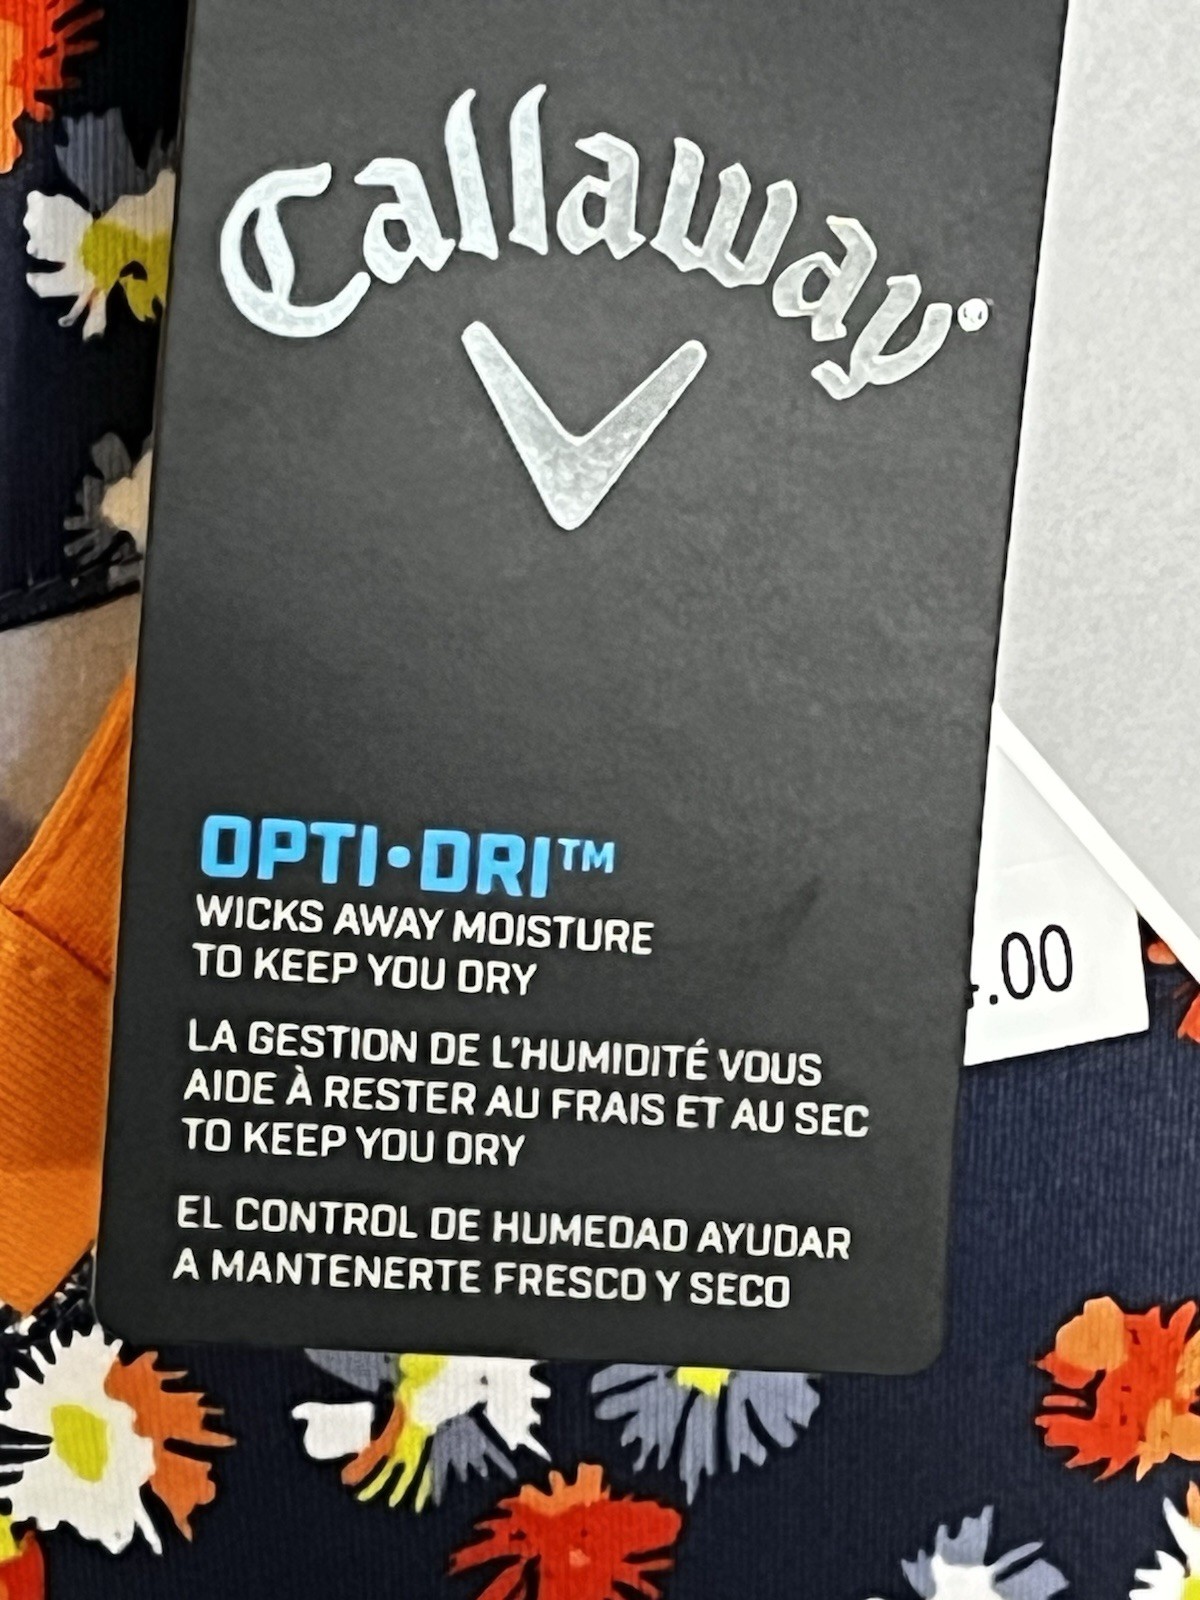 Callaway®
OPTI•DRI™
WICKS AWAY MOISTURE
TO KEEP YOU DRY
LA GESTION DE L'HUMIDITÉ VOUS
AIDE À RESTER AU FRAIS ET AU SEC
TO KEEP YOU DRY
EL CONTROL DE HUMEDAD AYUDAR
A MANTENERTE FRESCO Y SECO
.00